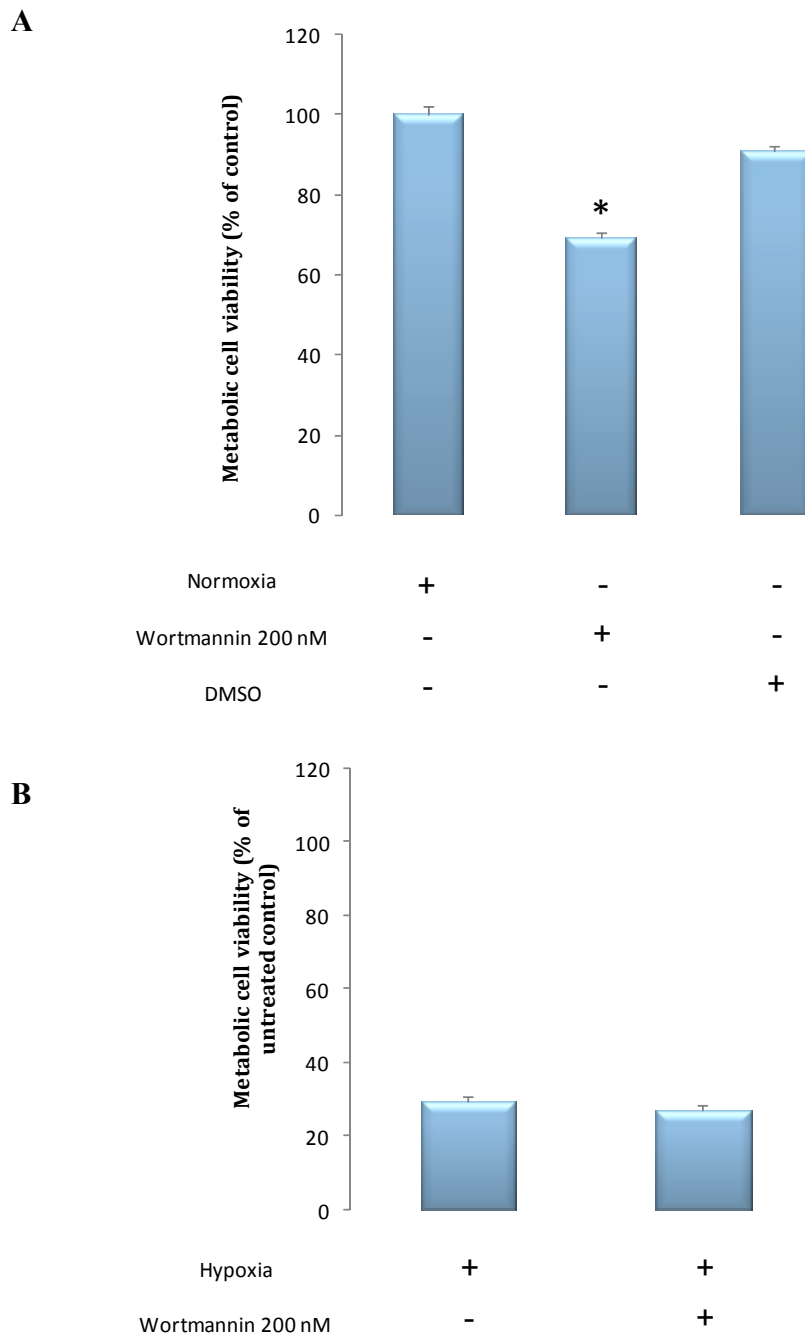 A
Metabolic cell viability (% of control)
120
100
80
60
40
20
0
*
Normoxia + - -
Wortmannin 200 nM - + -
DMSO - - +
B
Metabolic cell viability (% of
untreated control)
120
100
80
60
40
20
0
Hypoxia + +
Wortmannin 200 nM - +